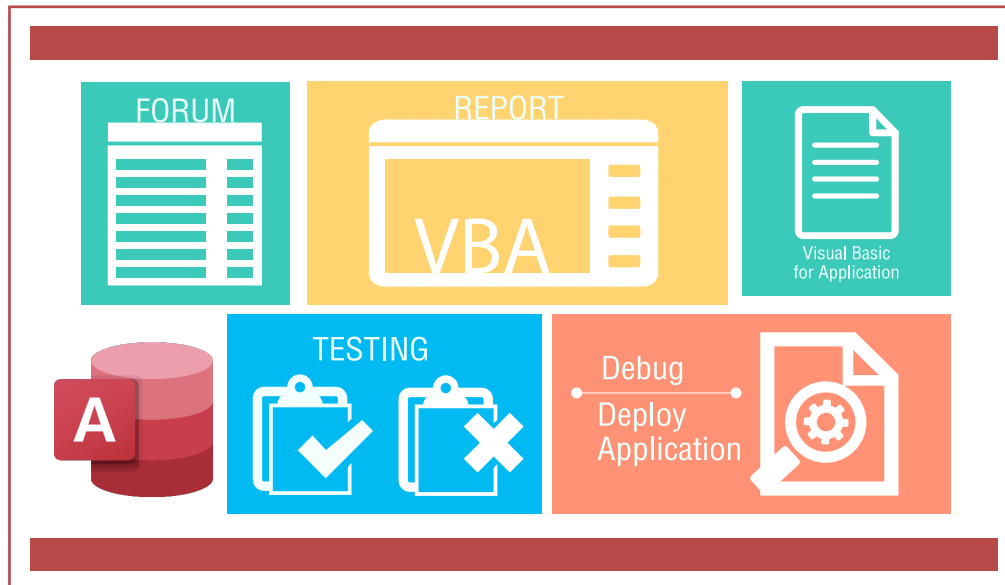 FORUM
REPORT
VBA
Visual Basic
for Application
A
TESTING
Debug
Deploy
Application